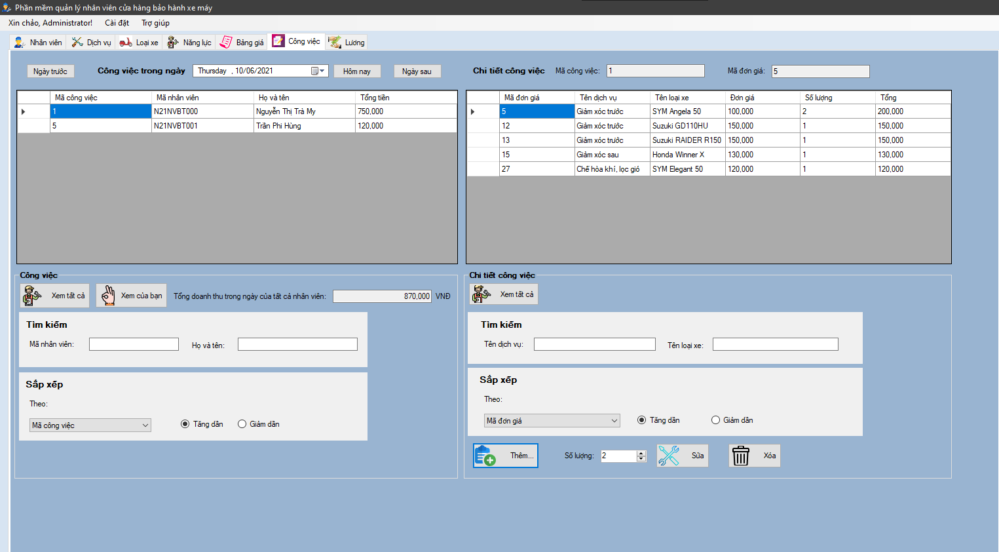 Phần mềm quản lý nhân viên cửa hàng bảo hành xe máy
Xin chào, Administrator! Cài đặt Trợ giúp
Nhân viên Dịch vụ Loại xe Năng lực Bảng giá Công việc Lương
Ngày trước Công việc trong ngày Thursday , 10/06/2021 Hôm nay Ngày sau
Chi tiết công việc Mã công việc: 1 Mã đơn giá: 5
Mã công việc Mã nhân viên Họ và tên Tổng tiền
1 N21NVBT000 Nguyễn Thị Trà My 750,000
5 N21NVBT001 Trần Phi Hùng 120,000
Mã đơn giá Tên dịch vụ Tên loại xe Đơn giá Số lượng Tổng
5 Giảm xóc trước SYM Angela 50 100,000 2 200,000
12 Giảm xóc trước Suzuki GD110HU 150,000 1 150,000
13 Giảm xóc trước Suzuki RAIDER R150 150,000 1 150,000
15 Giảm xóc sau Honda Winner X 130,000 1 130,000
27 Chế hòa khí, lọc gió SYM Elegant 50 120,000 1 120,000
Công việc
Xem tất cả Xem của bạn Tổng doanh thu trong ngày của tất cả nhân viên: 870,000 VNĐ
Tìm kiếm
Mã nhân viên: Họ và tên:
Sắp xếp
Theo:
Mã công việc Tăng dần Giảm dần
Chi tiết công việc
Xem tất cả
Tìm kiếm
Tên dịch vụ: Tên loại xe:
Sắp xếp
Theo:
Mã đơn giá Tăng dần Giảm dần
Thêm... Số lượng: 2 Sửa Xóa